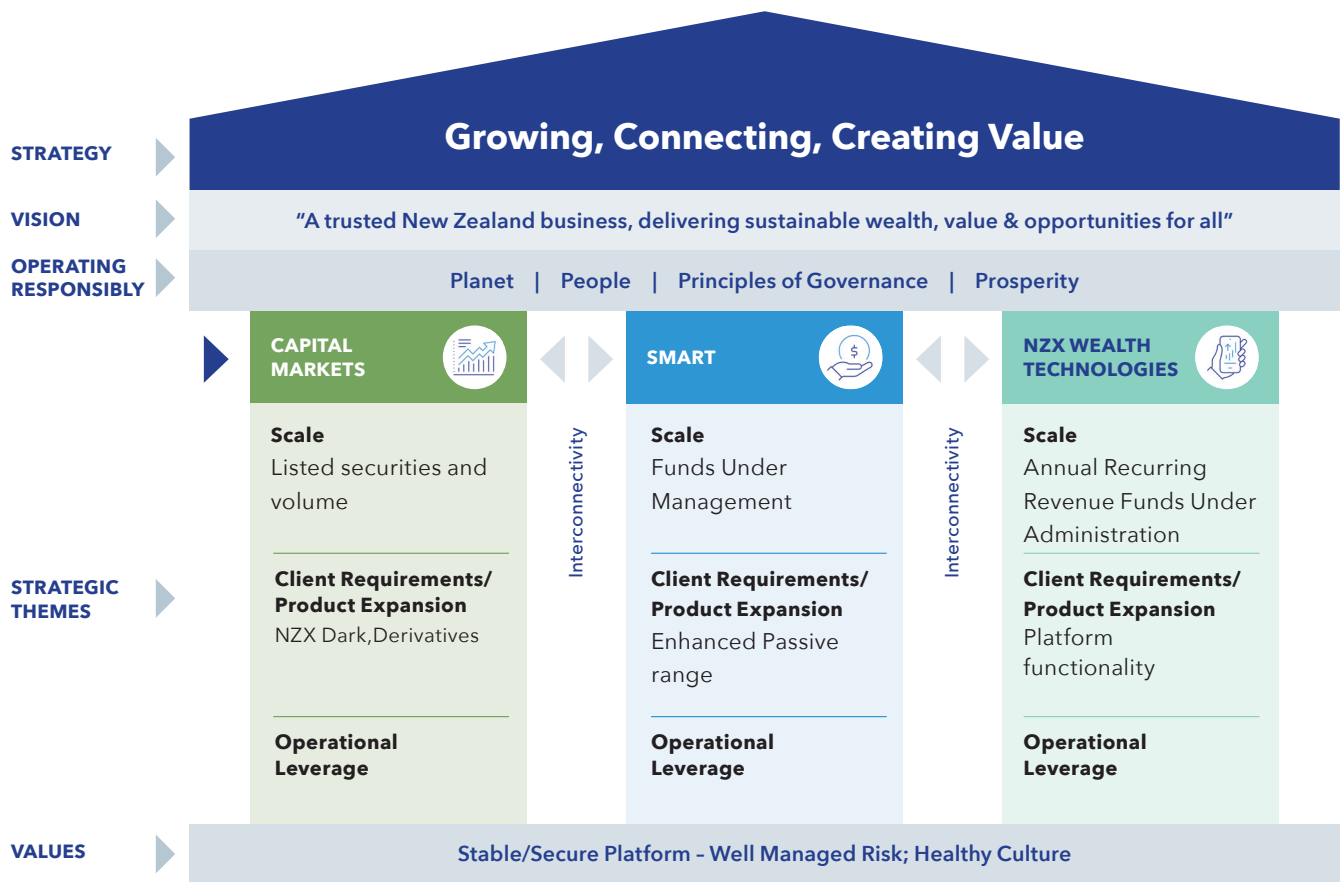 STRATEGY
Growing, Connecting, Creating Value
VISION
“A trusted New Zealand business, delivering sustainable wealth, value & opportunities for all”
OPERATING
RESPONSIBLY
Planet | People | Principles of Governance | Prosperity
STRATEGIC
THEMES
CAPITAL
MARKETS
Scale
Listed securities and
volume
Client Requirements/
Product Expansion
NZX Dark,Derivatives
Operational
Leverage
Interconnectivity
SMART
$
Scale
Funds Under
Management
Client Requirements/
Product Expansion
Enhanced Passive
range
Operational
Leverage
Interconnectivity
NZX WEALTH
TECHNOLOGIES
Scale
Annual Recurring
Revenue Funds Under
Administration
Client Requirements/
Product Expansion
Platform
functionality
Operational
Leverage
VALUES
Stable/Secure Platform – Well Managed Risk; Healthy Culture